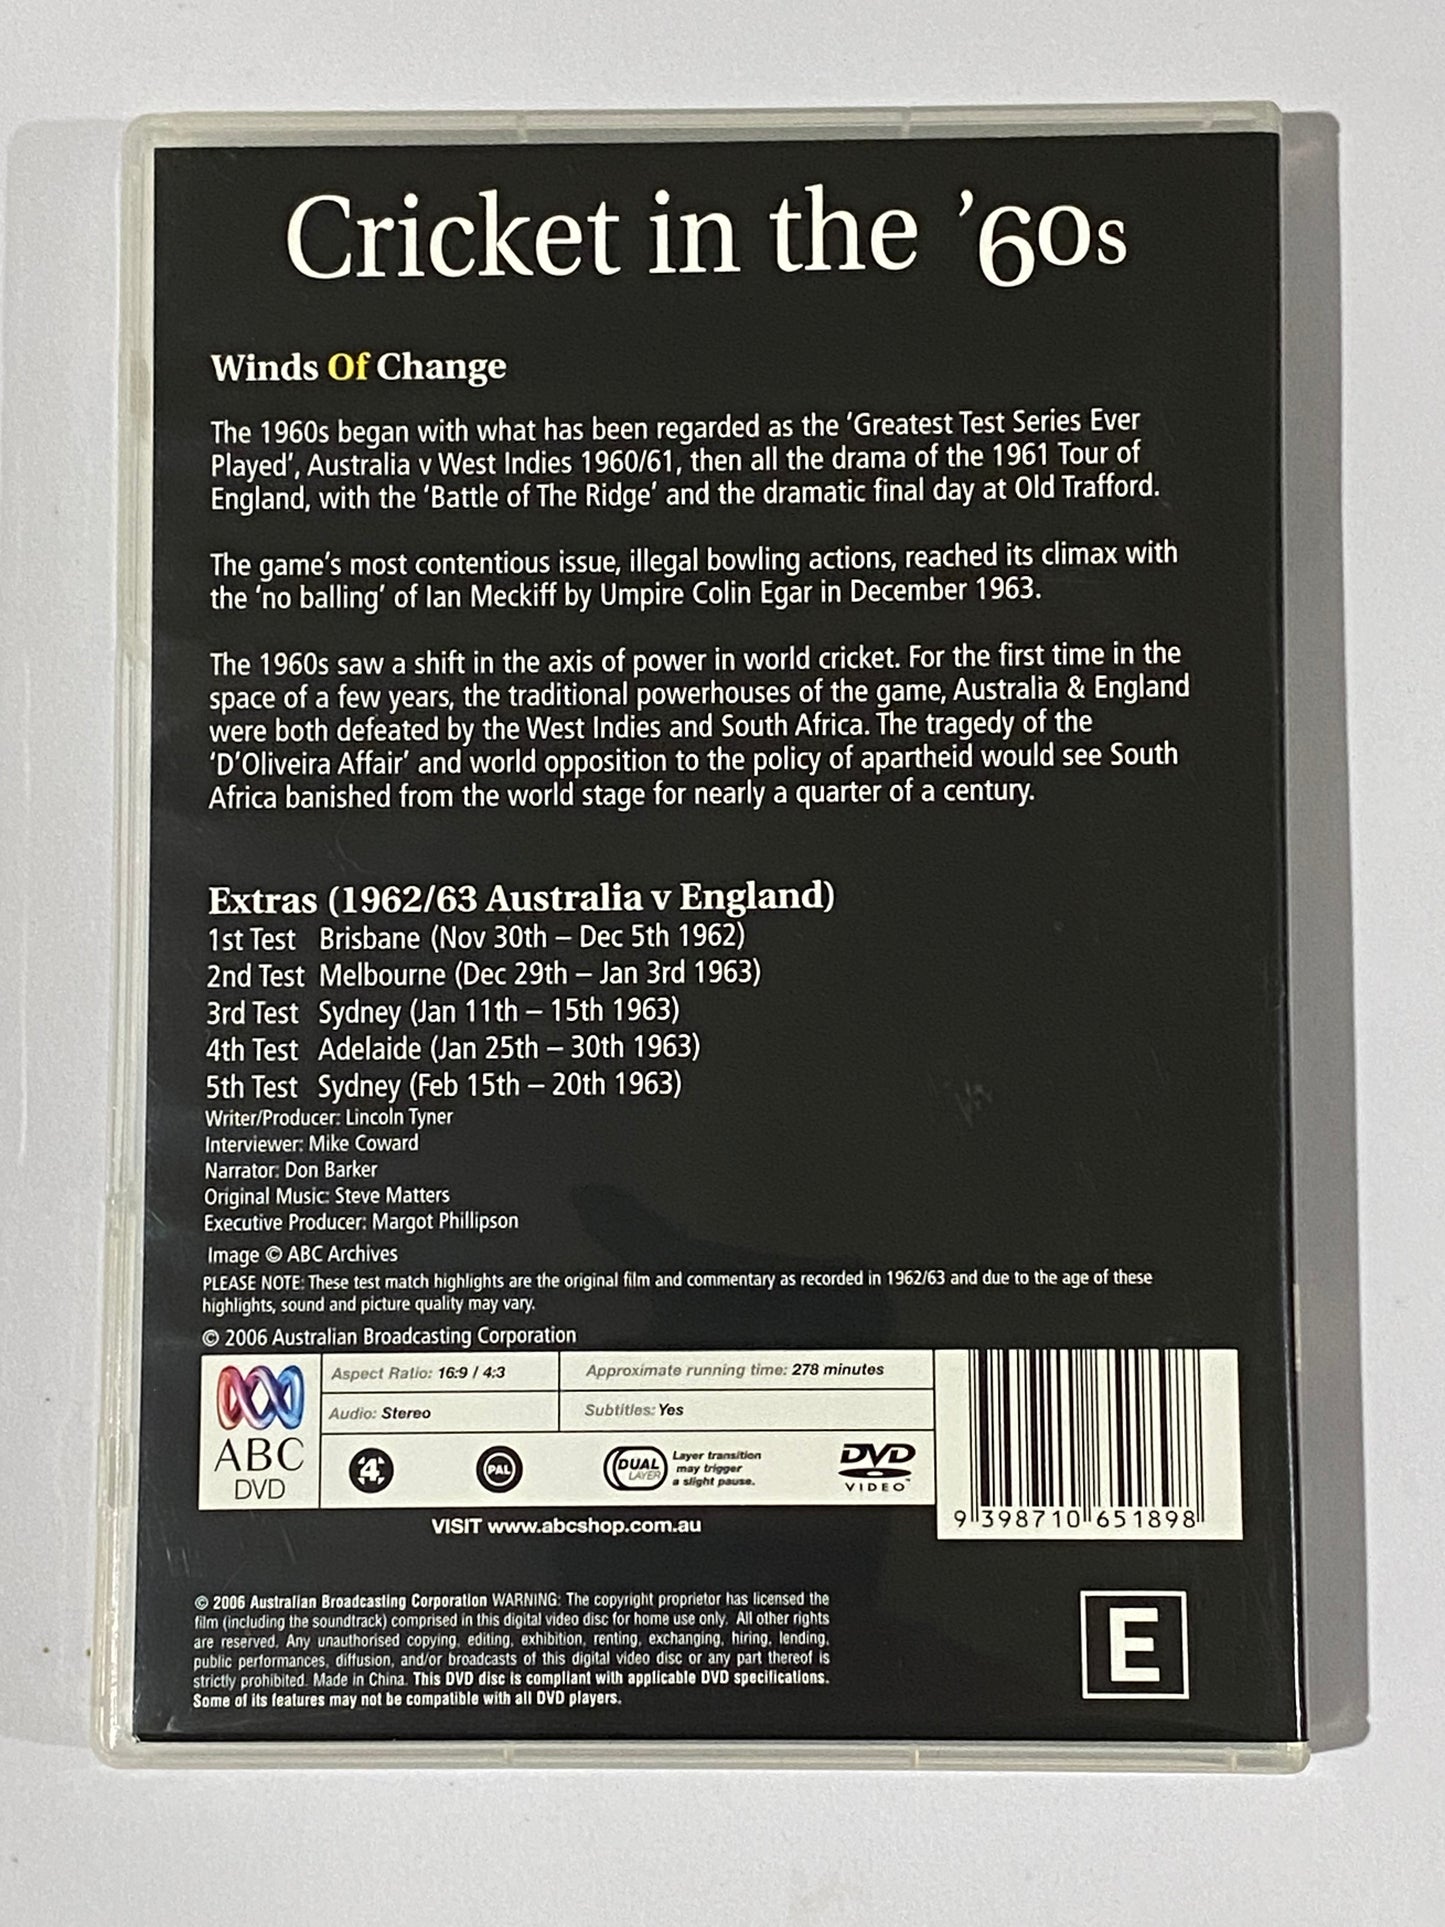 Cricket in the ’60s
Winds Of Change
The 1960s began with what has been regarded as the ‘Greatest Test Series Ever
Played’, Australia v West Indies 1960/61, then all the drama of the 1961 Tour of
England, with the ‘Battle of The Ridge’ and the dramatic final day at Old Trafford.
The game’s most contentious issue, illegal bowling actions, reached its climax with
the ‘no balling’ of Ian Meckiff by Umpire Colin Egar in December 1963.
The 1960s saw a shift in the axis of power in world cricket. For the first time in the
space of a few years, the traditional powerhouses of the game, Australia & England
were both defeated by the West Indies and South Africa. The tragedy of the
‘D’Oliveira Affair’ and world opposition to the policy of apartheid would see South
Africa banished from the world stage for nearly a quarter of a century.
Extras (1962/63 Australia v England)
1st Test Brisbane (Nov 30th – Dec 5th 1962)
2nd Test Melbourne (Dec 29th – Jan 3rd 1963)
3rd Test Sydney (Jan 11th – 15th 1963)
4th Test Adelaide (Jan 25th – 30th 1963)
5th Test Sydney (Feb 15th – 20th 1963)
Writer/Producer: Lincoln Tyner
Interviewer: Mike Coward
Narrator: Don Barker
Original Music: Steve Matters
Executive Producer: Margot Phillipson
Image © ABC Archives
PLEASE NOTE: These test match highlights are the original film and commentary as recorded in 1962/63 and due to the age of these
highlights, sound and picture quality may vary.
© 2006 Australian Broadcasting Corporation
ABC
DVD
Aspect Ratio: 16:9 / 4:3
Approximate running time: 278 minutes
Audio: Stereo
Subtitles: Yes
4
PAL
DUAL
LAYER
Layer transition
may trigger
a slight pause.
DVD
VIDEO™
9 398710 651898
VISIT www.abcshop.com.au
© 2006 Australian Broadcasting Corporation WARNING: The copyright proprietor has licensed the
film (including the soundtrack) comprised in this digital video disc for home use only. All other rights
are reserved. Any unauthorised copying, editing, exhibition, renting, exchanging, hiring, lending,
public performances, diffusion, and/or broadcasts of this digital video disc or any part thereof is
strictly prohibited. Made in China. This DVD disc is compliant with applicable DVD specifications.
Some of its features may not be compatible with all DVD players.
E